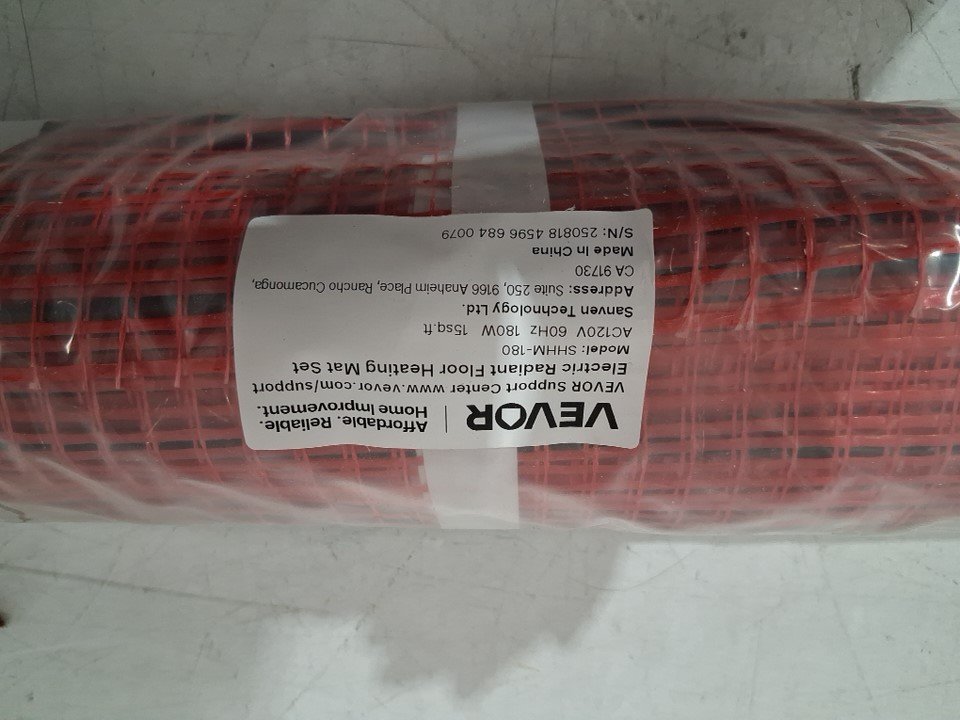 VEVOR | Affordable. Reliable.
Home Improvement.
VEVOR Support Center www.vevor.com/support
Electric Radiant Floor Heating Mat Set
Model: SHHM-180
AC120V 60Hz 180W 15sq.ft
Sanven Technology Ltd.
Address: Suite 250, 9166 Anaheim Place, Rancho Cucamonga,
CA 91730
Made In China
S/N: 250818 4596 684 0079